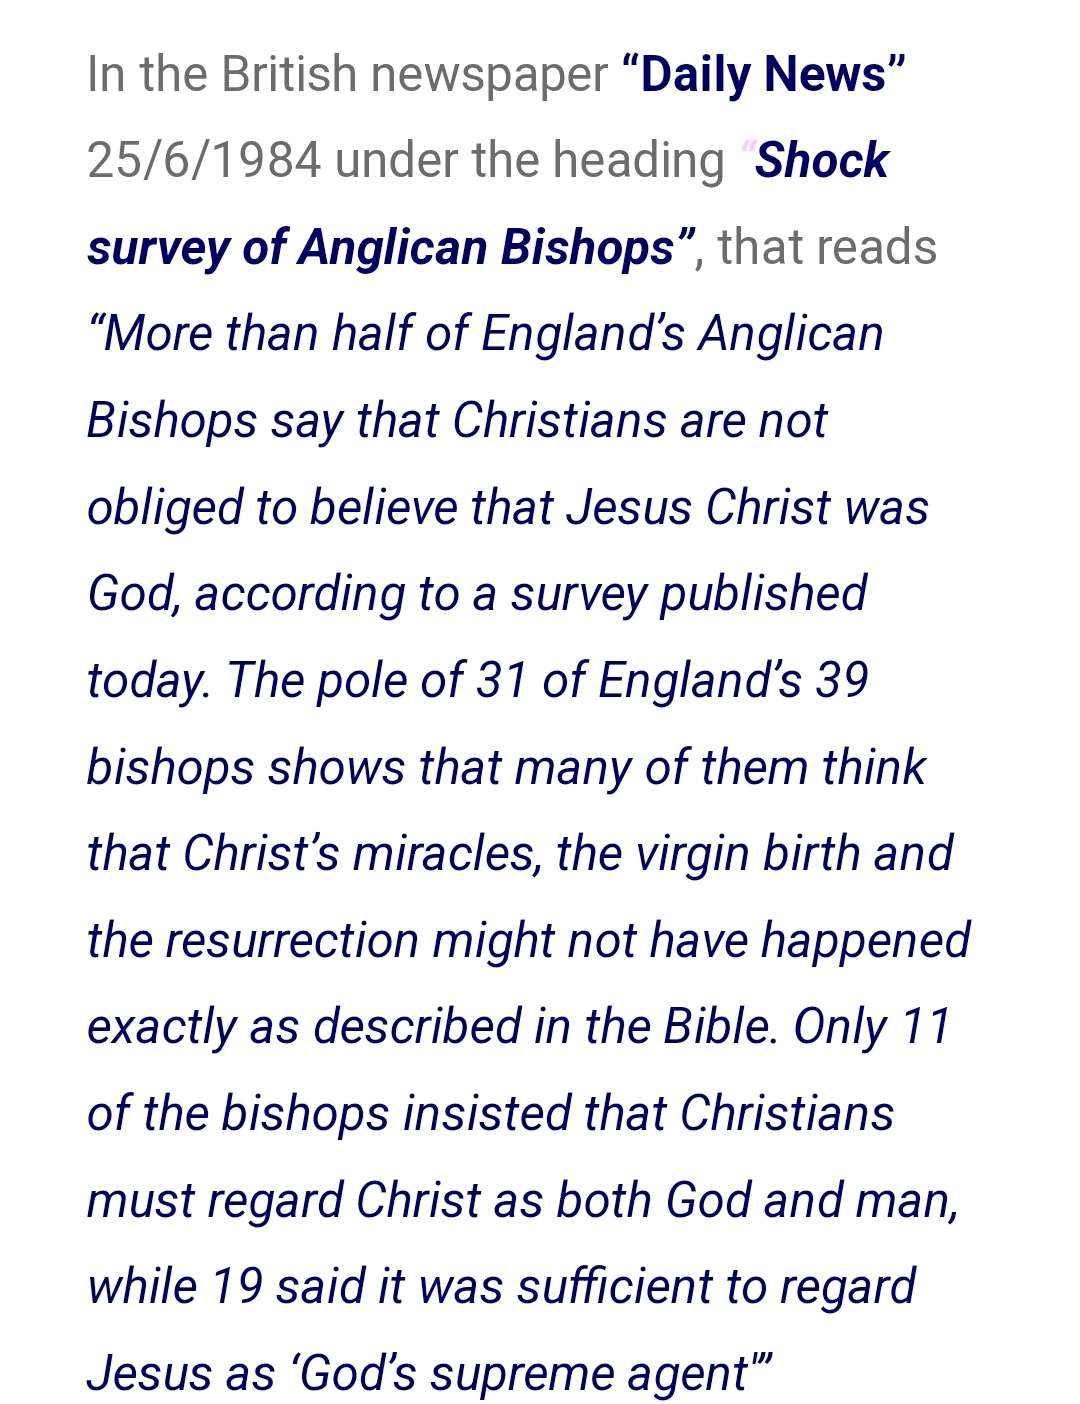 In the British newspaper “Daily News”
25/6/1984 under the heading “Shock
survey of Anglican Bishops”, that reads
“More than half of England’s Anglican
Bishops say that Christians are not
obliged to believe that Jesus Christ was
God, according to a survey published
today. The pole of 31 of England’s 39
bishops shows that many of them think
that Christ’s miracles, the virgin birth and
the resurrection might not have happened
exactly as described in the Bible. Only 11
of the bishops insisted that Christians
must regard Christ as both God and man,
while 19 said it was sufficient to regard
Jesus as ‘God’s supreme agent'”